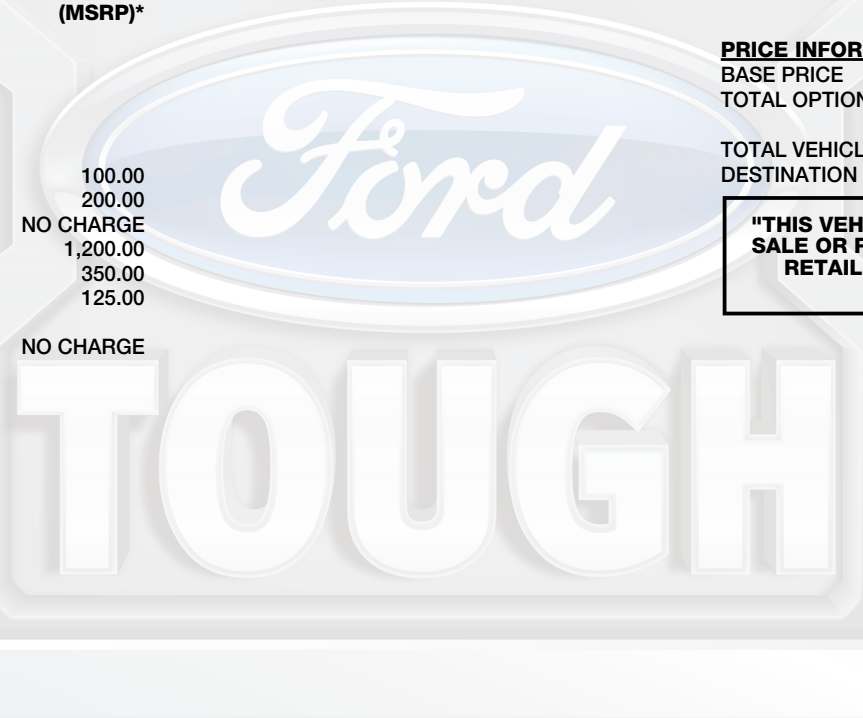 (MSRP)*
100.00
200.00
NO CHARGE
1,200.00
350.00
125.00
NO CHARGE
PRICE INFOR
BASE PRICE
TOTAL OPTION
TOTAL VEHICL
DESTINATION
"THIS VEH
SALE OR
RETAIL
Ford
TOUGH